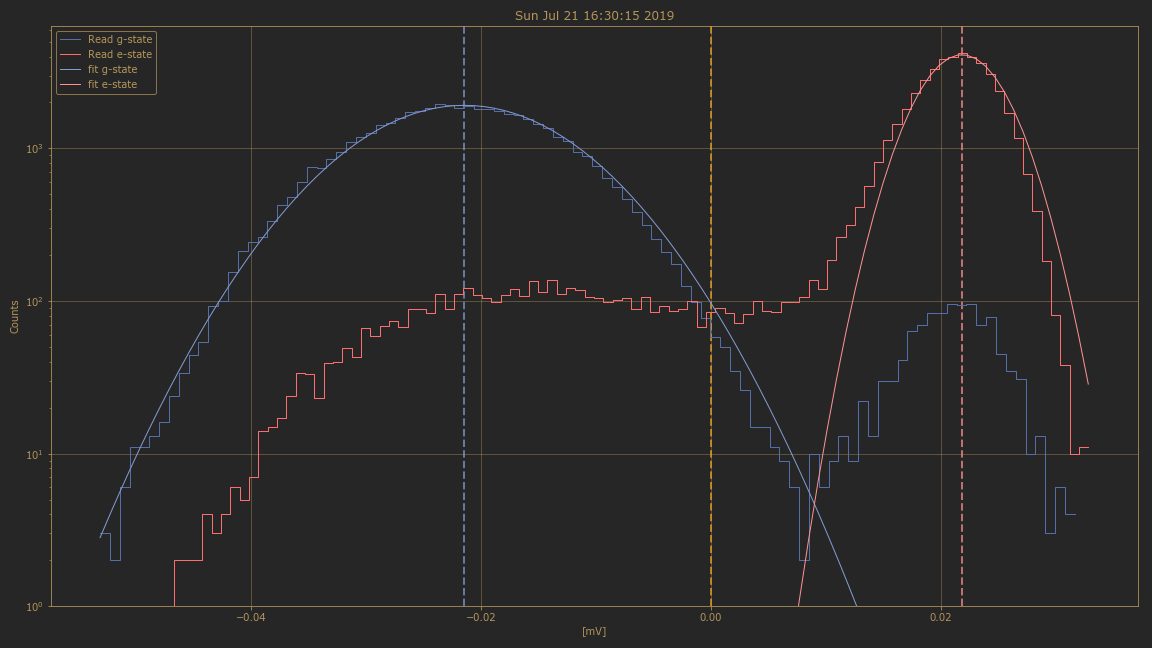 Sun Jul 21 16:30:15 2019
Read g-state
Read e-state
fit g-state
fit e-state
10³
10²
10¹
10⁰
Counts
−0.04
−0.02
0.00
0.02
[mV]